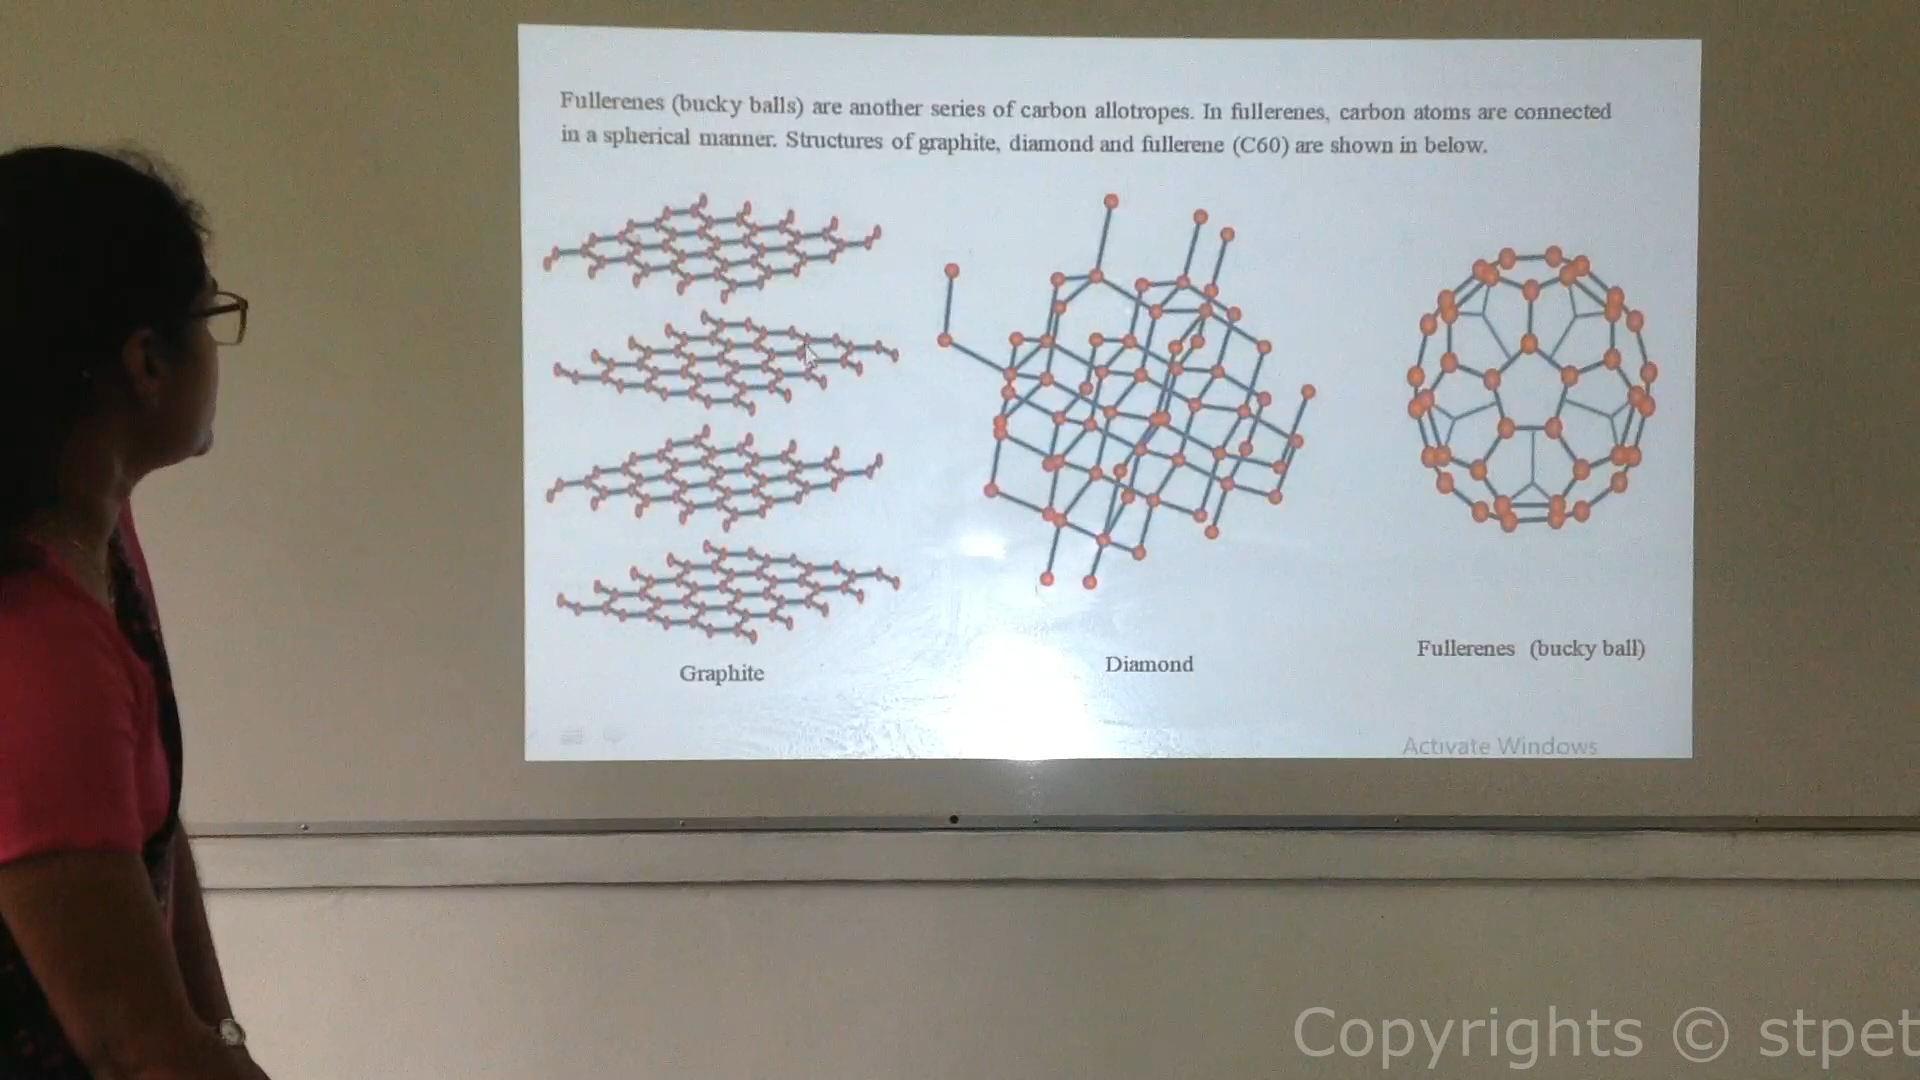 Fullerenes (bucky balls) are another series of carbon allotropes. In fullerenes, carbon atoms are connected
in a spherical manner. Structures of graphite, diamond and fullerene (C60) are shown in below.
Graphite
Diamond
Fullerenes (bucky ball)
Activate Windows
Copyrights © stpet